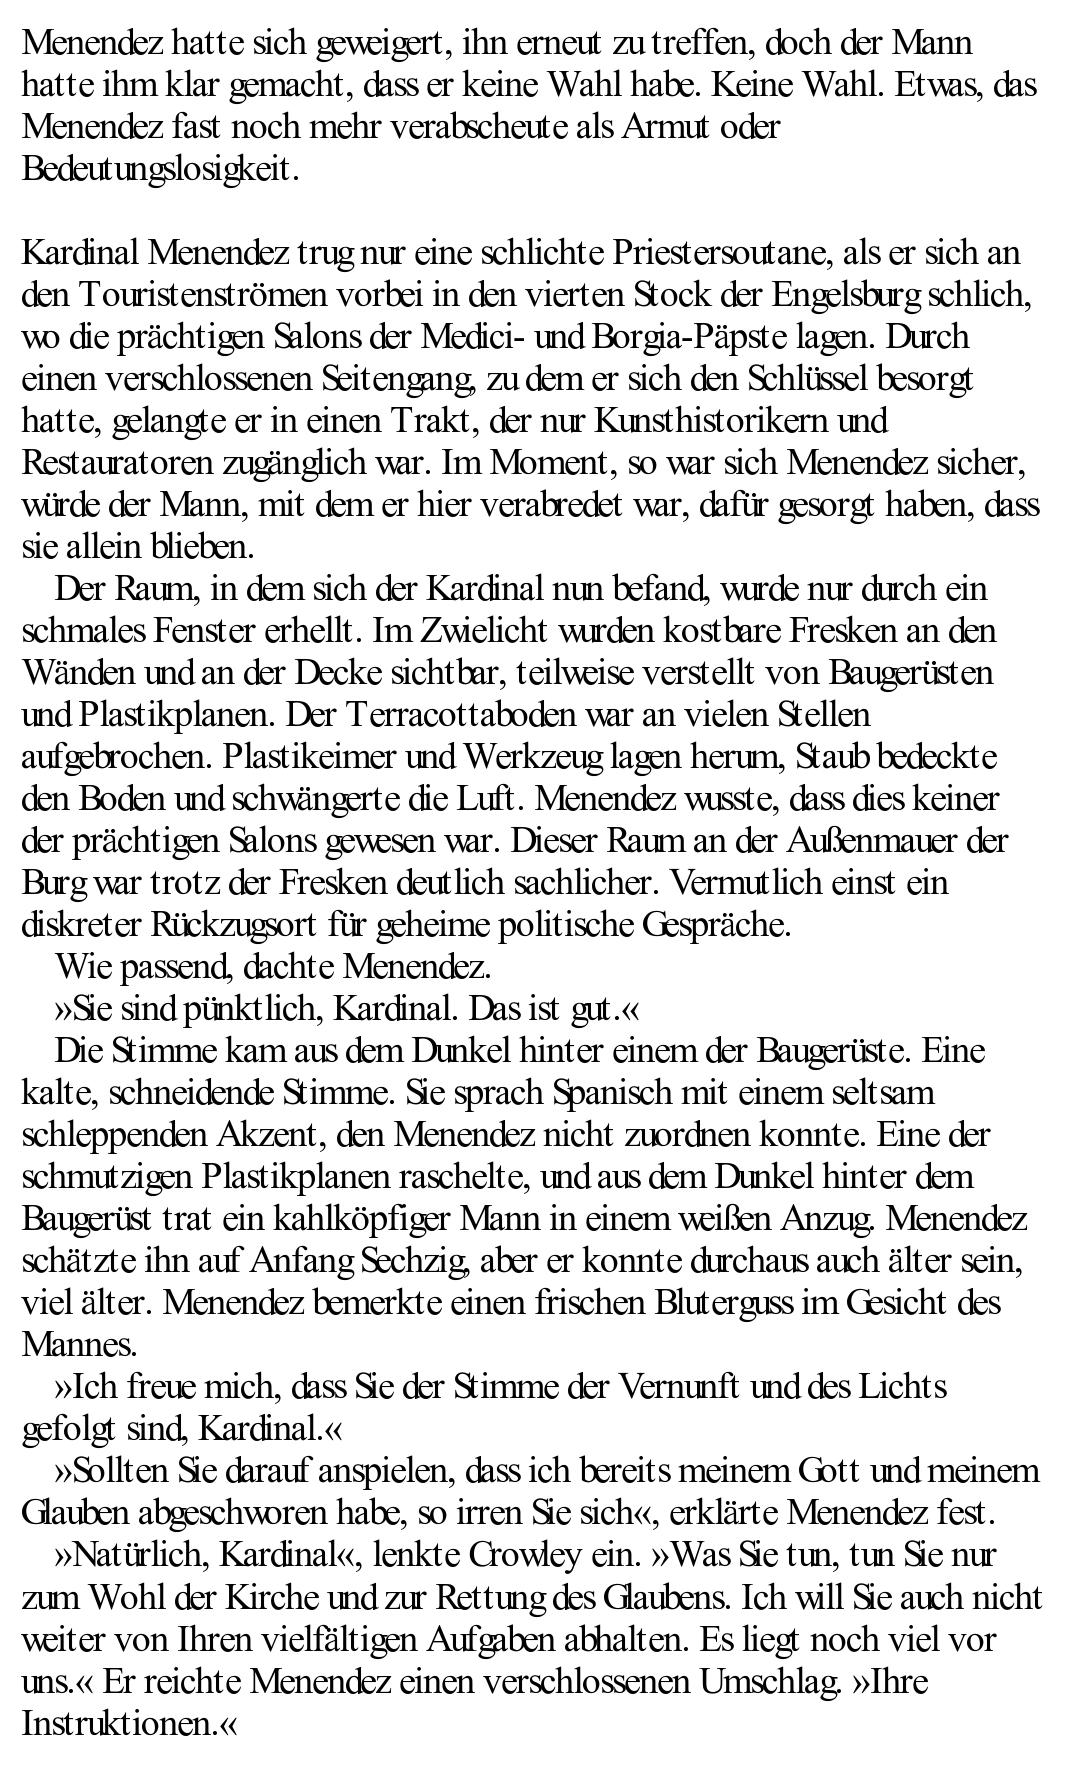 Menendez hatte sich geweigert, ihn erneut zu treffen, doch der Mann
hatte ihm klar gemacht, dass er keine Wahl habe. Keine Wahl. Etwas, das
Menendez fast noch mehr verabscheute als Armut oder
Bedeutungslosigkeit.

Kardinal Menendez trug nur eine schlichte Priestersoutane, als er sich an
den Touristenströmen vorbei in den vierten Stock der Engelsburg schlich,
wo die prächtigen Salons der Medici- und Borgia-Päpste lagen. Durch
einen verschlossenen Seitengang, zu dem er sich den Schlüssel besorgt
hatte, gelangte er in einen Trakt, der nur Kunsthistorikern und
Restauratoren zugänglich war. Im Moment, so war sich Menendez sicher,
würde der Mann, mit dem er hier verabredet war, dafür gesorgt haben, dass
sie allein blieben.
Der Raum, in dem sich der Kardinal nun befand, wurde nur durch ein
schmales Fenster erhellt. Im Zwielicht wurden kostbare Fresken an den
Wänden und an der Decke sichtbar, teilweise verstellt von Baugerüsten
und Plastikplanen. Der Terracottaboden war an vielen Stellen
aufgebrochen. Plastikeimer und Werkzeug lagen herum, Staub bedeckte
den Boden und schwängerte die Luft. Menendez wusste, dass dies keiner
der prächtigen Salons gewesen war. Dieser Raum an der Außenmauer der
Burg war trotz der Fresken deutlich sachlicher. Vermutlich einst ein
diskreter Rückzugsort für geheime politische Gespräche.
Wie passend, dachte Menendez.
»Sie sind pünktlich, Kardinal. Das ist gut.«
Die Stimme kam aus dem Dunkel hinter einem der Baugerüste. Eine
kalte, schneidende Stimme. Sie sprach Spanisch mit einem seltsam
schleppenden Akzent, den Menendez nicht zuordnen konnte. Eine der
schmutzigen Plastikplanen raschelte, und aus dem Dunkel hinter dem
Baugerüst trat ein kahlköpfiger Mann in einem weißen Anzug. Menendez
schätzte ihn auf Anfang Sechzig, aber er konnte durchaus auch älter sein,
viel älter. Menendez bemerkte einen frischen Bluterguss im Gesicht des
Mannes.
»Ich freue mich, dass Sie der Stimme der Vernunft und des Lichts
gefolgt sind, Kardinal.«
»Sollten Sie darauf anspielen, dass ich bereits meinem Gott und meinem
Glauben abgeschworen habe, so irren Sie sich«, erklärte Menendez fest.
»Natürlich, Kardinal«, lenkte Crowley ein. »Was Sie tun, tun Sie nur
zum Wohl der Kirche und zur Rettung des Glaubens. Ich will Sie auch nicht
weiter von Ihren vielfältigen Aufgaben abhalten. Es liegt noch viel vor
uns.« Er reichte Menendez einen verschlossenen Umschlag. »Ihre
Instruktionen.«